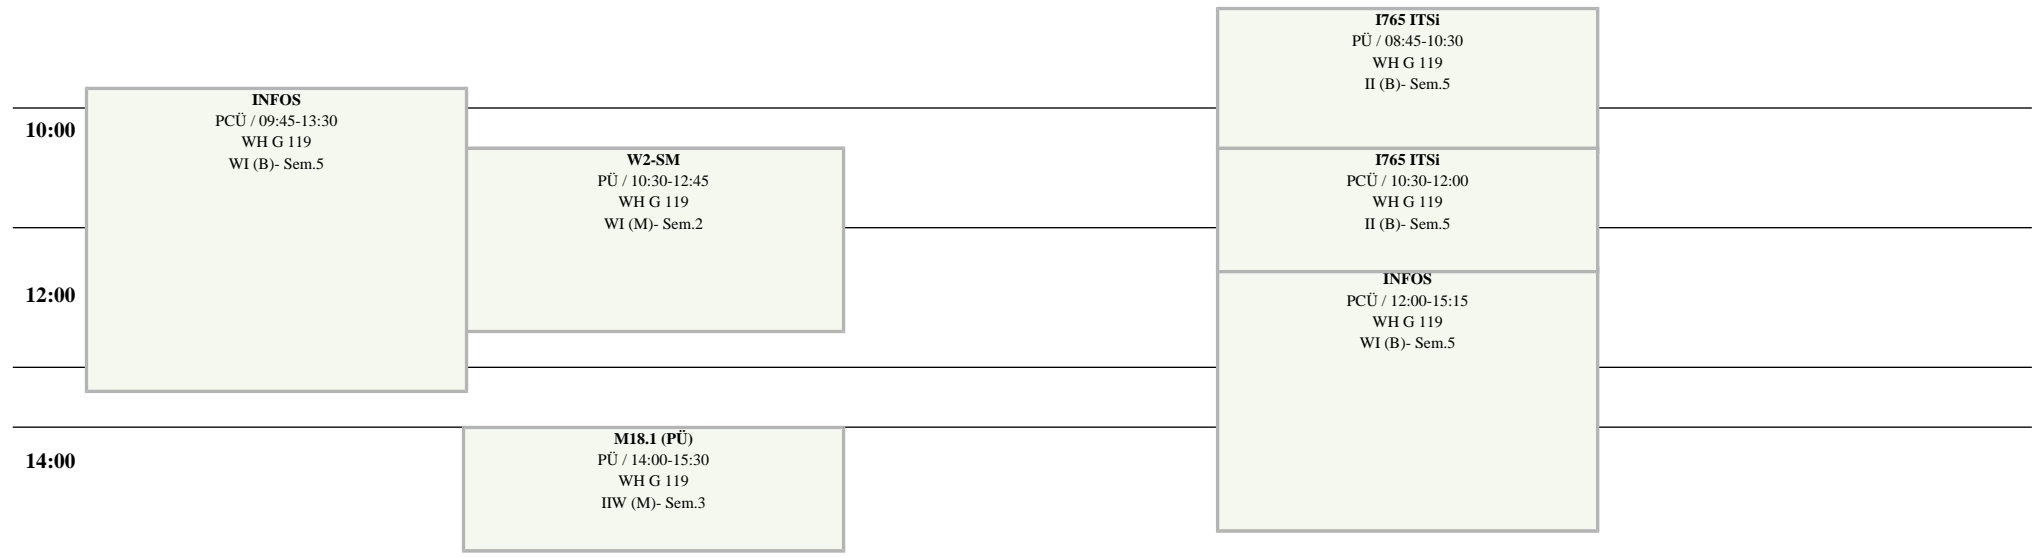 I765 ITSi
PÜ / 08:45-10:30
WH G 119
II (B)- Sem.5
10:00
INFOS
PCÜ / 09:45-13:30
WH G 119
WI (B)- Sem.5
W2-SM
PÜ / 10:30-12:45
WH G 119
WI (M)- Sem.2
I765 ITSi
PCÜ / 10:30-12:00
WH G 119
II (B)- Sem.5
12:00
INFOS
PCÜ / 12:00-15:15
WH G 119
WI (B)- Sem.5
14:00
M18.1 (PÜ)
PÜ / 14:00-15:30
WH G 119
IIW (M)- Sem.3